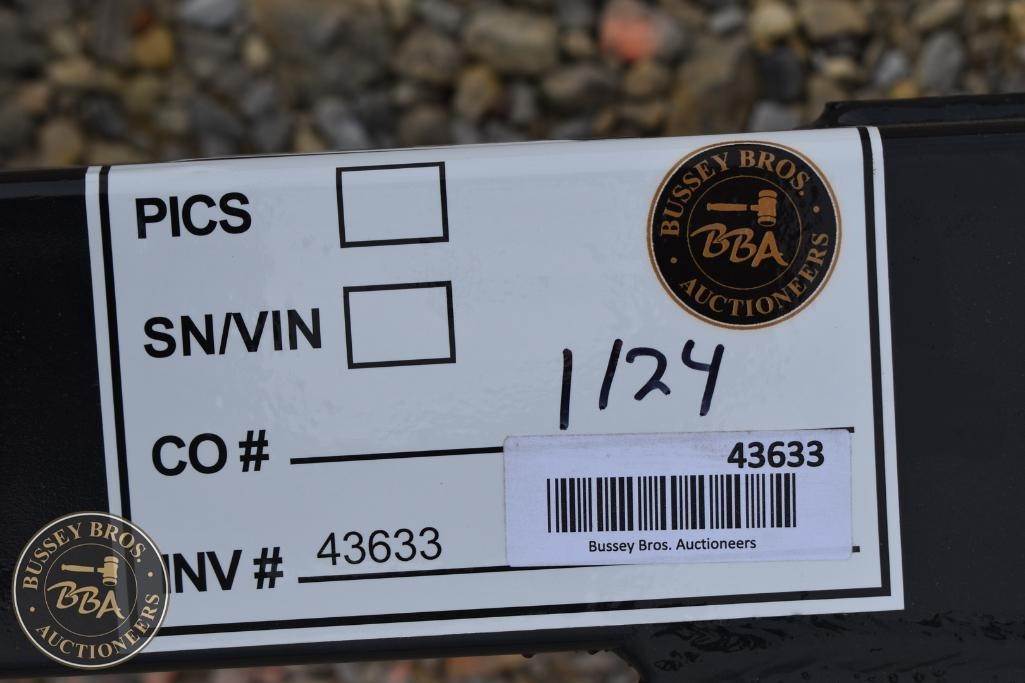 PICS
BUSSEY BROS.
BBA
AUCTIONEERS
SN/VIN
1124
CO #
43633
Bussey Bros. Auctioneers
INV # 43633
BUSSEY BROS.
BBA
AUCTIONEERS